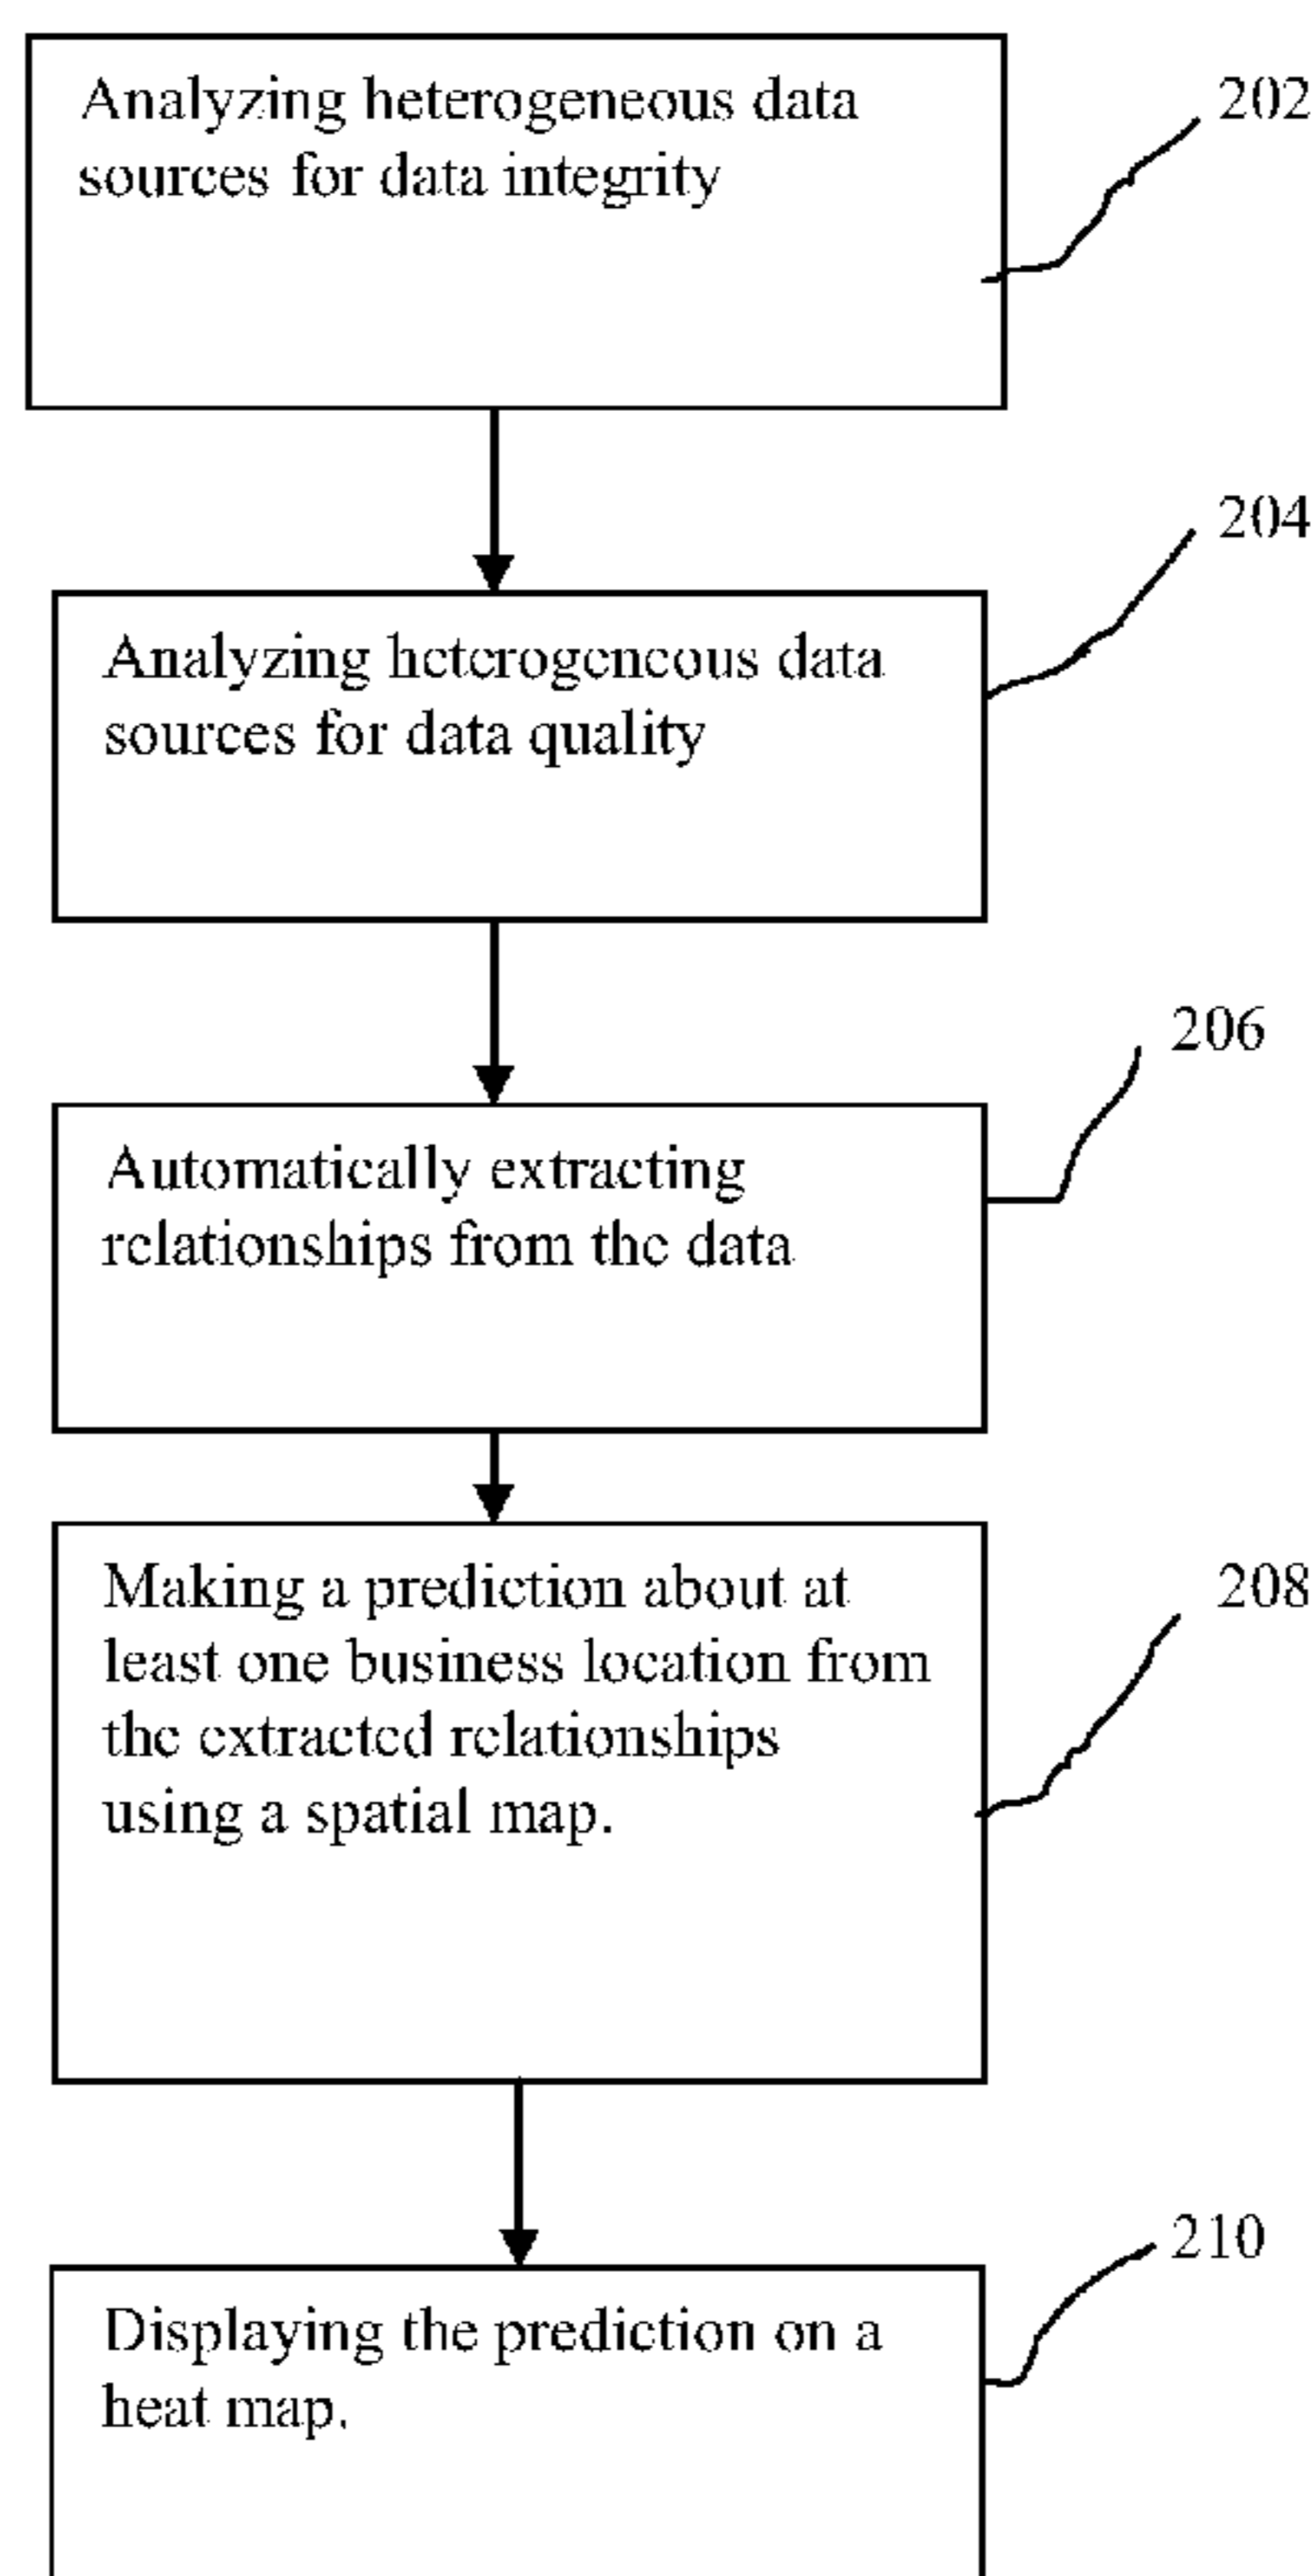 Analyzing heterogeneous data
sources for data integrity
202
204
Analyzing heterogeneous data
sources for data quality
206
Automatically extracting
relationships from the data
208
Making a prediction about at
least one business location from
the extracted relationships
using a spatial map.
210
Displaying the prediction on a
heat map.